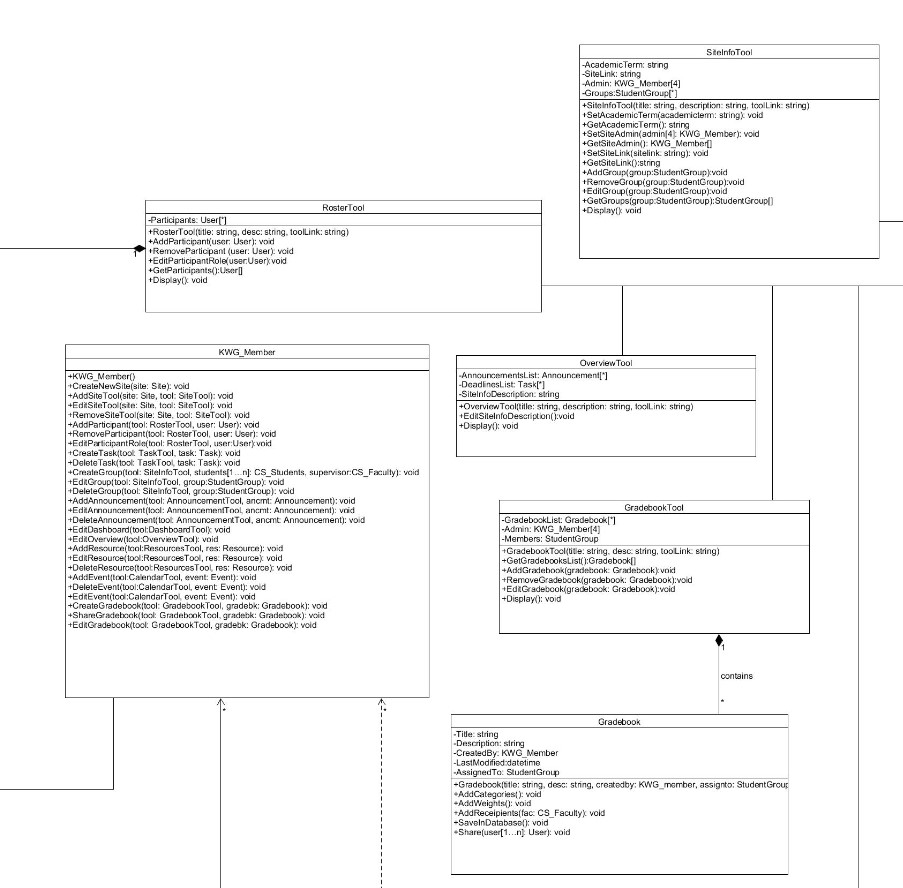 SiteInfoTool
-AcademicTerm: string
-SiteLink: string
-Admin: KWG_Member[4]
-Groups:StudentGroup[*]
+SiteInfoTool(title: string, description: string, toolLink: string)
+SetAcademicTerm(academicterm: string): void
+GetAcademicTerm(): string
+SetSiteAdmin(admin[4]: KWG_Member): void
+GetSiteAdmin(): KWG_Member[]
+SetSiteLink(sitelink: string): void
+GetSiteLink():string
+AddGroup(group:StudentGroup):void
+RemoveGroup(group:StudentGroup):void
+EditGroup(group:StudentGroup):void
+GetGroups(group:StudentGroup):StudentGroup[]
+Display(): void
RosterTool
-Participants: User[*]
+RosterTool(title: string, desc: string, toolLink: string)
+AddParticipant(user: User): void
+RemoveParticipant (user: User): void
+EditParticipantRole(user:User):void
+GetParticipants():User[]
+Display(): void
1
KWG_Member
+KWG_Member()
+CreateNewSite(site: Site): void
+AddSiteTool(site: Site, tool: SiteTool): void
+EditSiteTool(site: Site, tool: SiteTool): void
+RemoveSiteTool(site: Site, tool: SiteTool): void
+AddParticipant(tool: RosterTool, user: User): void
+RemoveParticipant(tool: RosterTool, user: User): void
+EditParticipantRole(tool: RosterTool, user:User):void
+CreateTask(tool: TaskTool, task: Task): void
+DeleteTask(tool: TaskTool, task: Task): void
+CreateGroup(tool: SiteInfoTool, students[1...n]: CS_Students, supervisor:CS_Faculty): void
+EditGroup(tool: SiteInfoTool, group:StudentGroup): void
+DeleteGroup(tool: SiteInfoTool, group:StudentGroup): void
+AddAnnouncement(tool: AnnouncementTool, ancmt: Announcement): void
+EditAnnouncement(tool: AnnouncementTool, ancmt: Announcement): void
+DeleteAnnouncement(tool: AnnouncementTool, ancmt: Announcement): void
+EditDashboard(tool:DashboardTool): void
+EditOverview(tool:OverviewTool): void
+AddResource(tool:ResourcesTool, res: Resource): void
+EditResource(tool:ResourcesTool, res: Resource): void
+DeleteResource(tool:ResourcesTool, res: Resource): void
+AddEvent(tool:CalendarTool, event: Event): void
+DeleteEvent(tool:CalendarTool, event: Event): void
+EditEvent(tool:CalendarTool, event: Event): void
+CreateGradebook(tool: GradebookTool, gradebk: Gradebook): void
+ShareGradebook(tool: GradebookTool, gradebk: Gradebook): void
+EditGradebook(tool: GradebookTool, gradebk: Gradebook): void
*
*
OverviewTool
-AnnouncementsList: Announcement[*]
-DeadlinesList: Task[*]
-SiteInfoDescription: string
+OverviewTool(title: string, description: string, toolLink: string)
+EditSiteInfoDescription():void
+Display(): void
GradebookTool
-GradebookList: Gradebook[*]
-Admin: KWG_Member[4]
-Members: StudentGroup
+GradebookTool(title: string, desc: string, toolLink: string)
+GetGradebooksList():Gradebook[]
+AddGradebook(gradebook: Gradebook):void
+RemoveGradebook(gradebook: Gradebook):void
+EditGradebook(gradebook: Gradebook):void
+Display(): void
1
contains
*
Gradebook
-Title: string
-Description: string
-CreatedBy: KWG_Member
-LastModified:datetime
-AssignedTo: StudentGroup
+Gradebook(title: string, desc: string, createdby: KWG_member, assignto: StudentGroup
+AddCategories(): void
+AddWeights(): void
+AddReceipients(fac: CS_Faculty): void
+SaveInDatabase(): void
+Share(user[1...n]: User): void